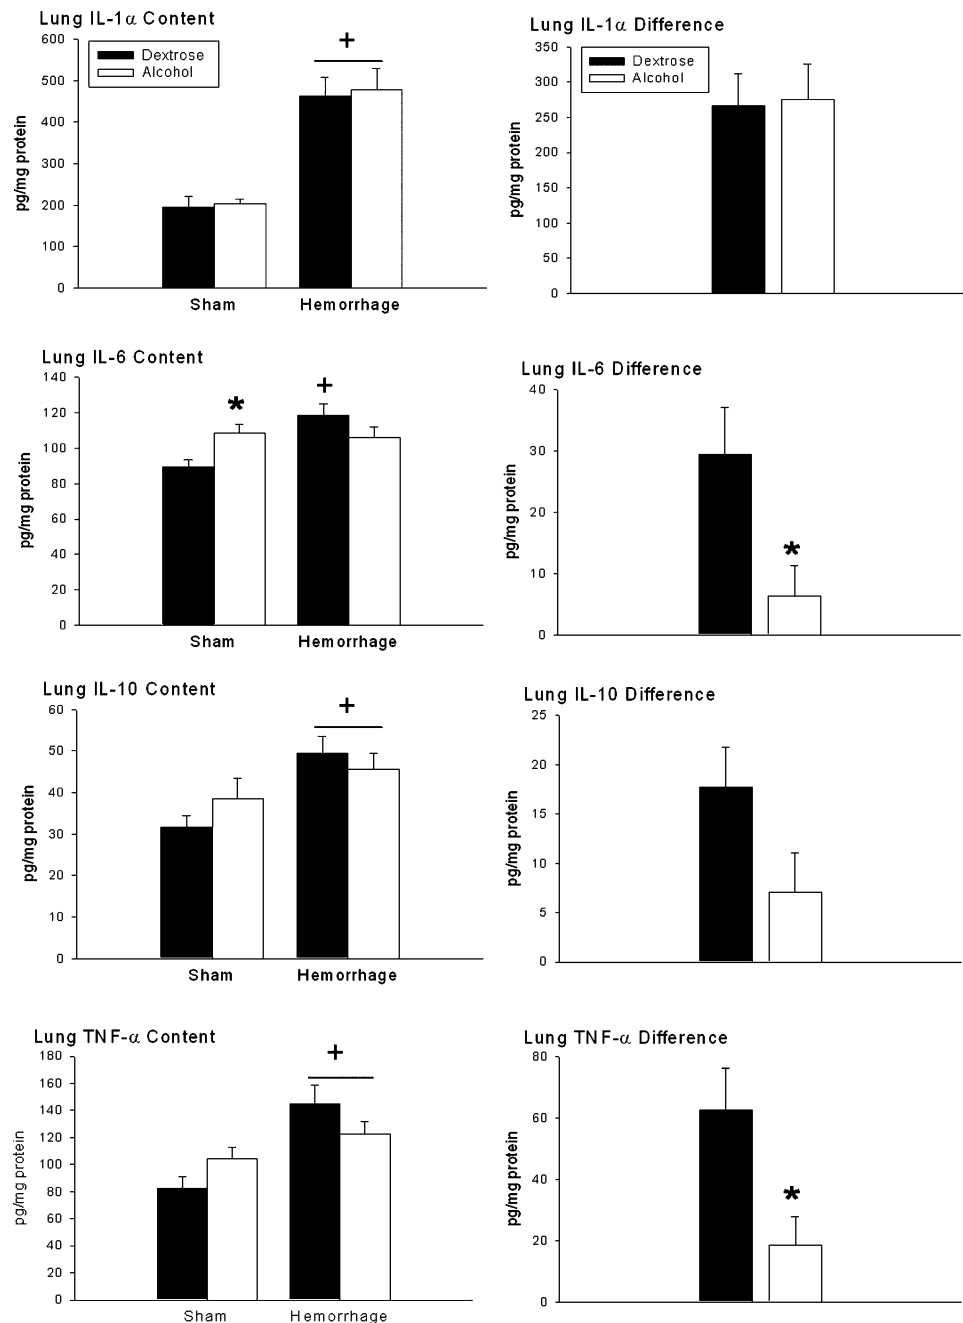 Lung IL-1α Content
600
500
400
300
200
100
0
pg/mg protein
Dextrose
Alcohol
+
Sham Hemorrhage
Lung IL-1α Difference
350
300
250
200
150
100
50
0
pg/mg protein
Dextrose
Alcohol
Lung IL-6 Content
140
120
100
80
60
40
20
0
pg/mg protein
*
+
Sham Hemorrhage
Lung IL-6 Difference
40
30
20
10
0
pg/mg protein
*
Lung IL-10 Content
60
50
40
30
20
10
0
pg/mg protein
+
Sham Hemorrhage
Lung IL-10 Difference
25
20
15
10
5
0
pg/mg protein
Lung TNF-α Content
180
160
140
120
100
80
60
40
20
0
pg/mg protein
+
Sham Hemorrhage
Lung TNF-α Difference
80
60
40
20
0
pg/mg protein
*